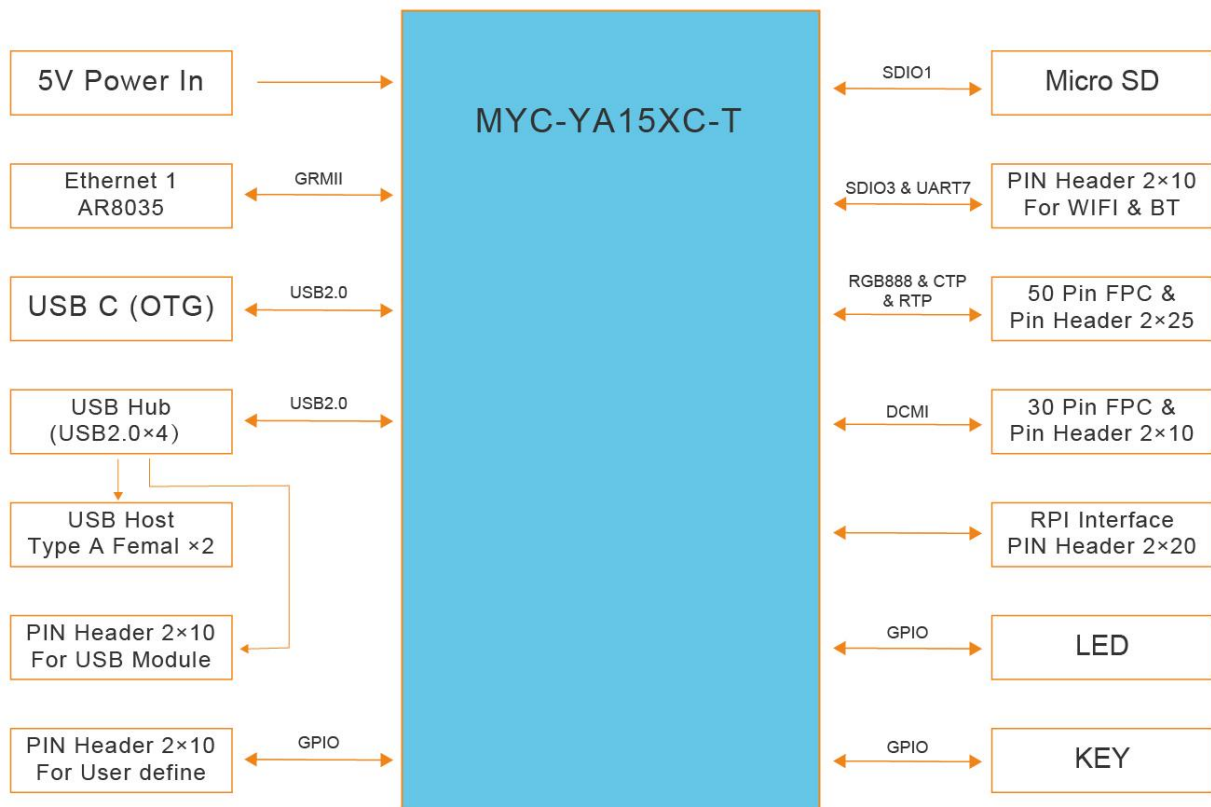 5V Power In
MYC-YA15XC-T
SDIO1
Micro SD
Ethernet 1
AR8035
GRMII
SDIO3 & UART7
PIN Header 2×10
For WIFI & BT
USB C (OTG)
USB2.0
RGB888 & CTP
& RTP
50 Pin FPC &
Pin Header 2×25
USB Hub
(USB2.0×4）
USB2.0
DCMI
30 Pin FPC &
Pin Header 2×10
USB Host
Type A Femal ×2
RPI Interface
PIN Header 2×20
PIN Header 2×10
For USB Module
GPIO
LED
PIN Header 2×10
For User define
GPIO
GPIO
KEY